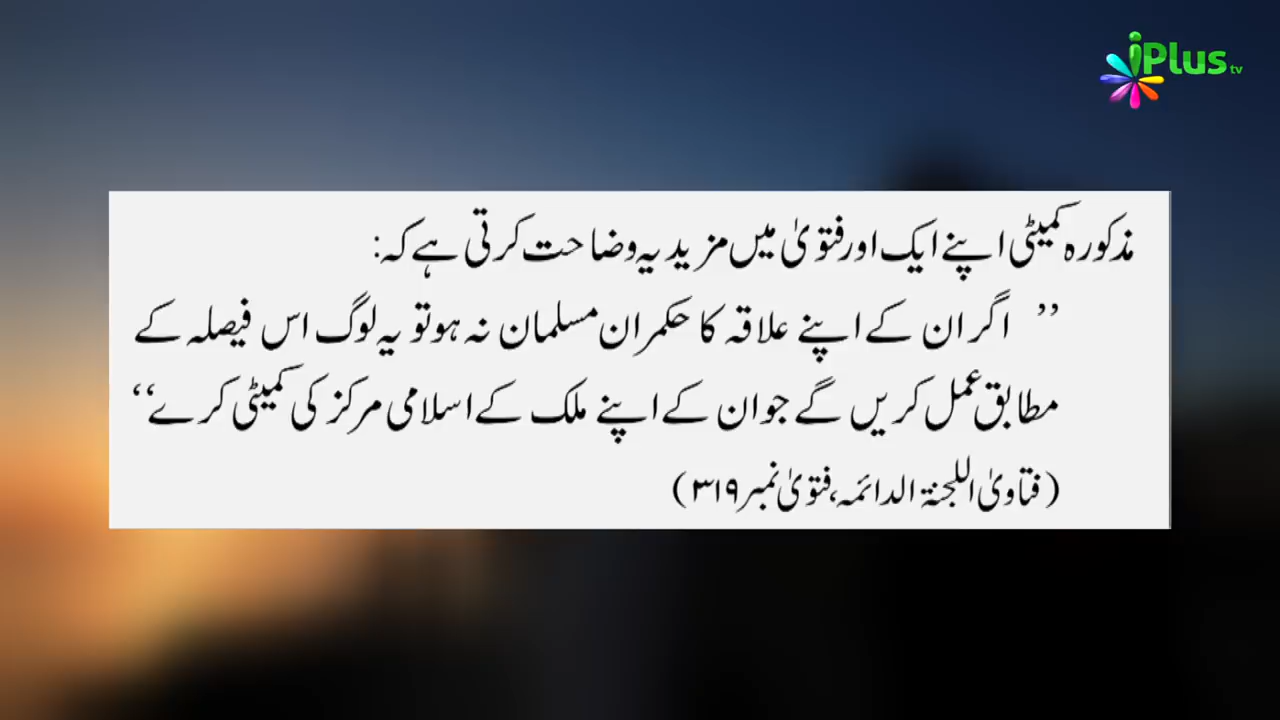 iPlus tv
مذکورہ کمیٹی اپنے ایک اور فتویٰ میں مزید یہ وضاحت کرتی ہے کہ:
’’ اگر ان کے اپنے علاقہ کا حکمران مسلمان نہ ہو تو یہ لوگ اس فیصلہ کے
مطابق عمل کریں گے جو ان کے اپنے ملک کے اسلامی مرکز کی کمیٹی کرے‘‘
(فتاویٰ اللجنۃ الدائمہ، فتویٰ نمبر ۳۱۹)